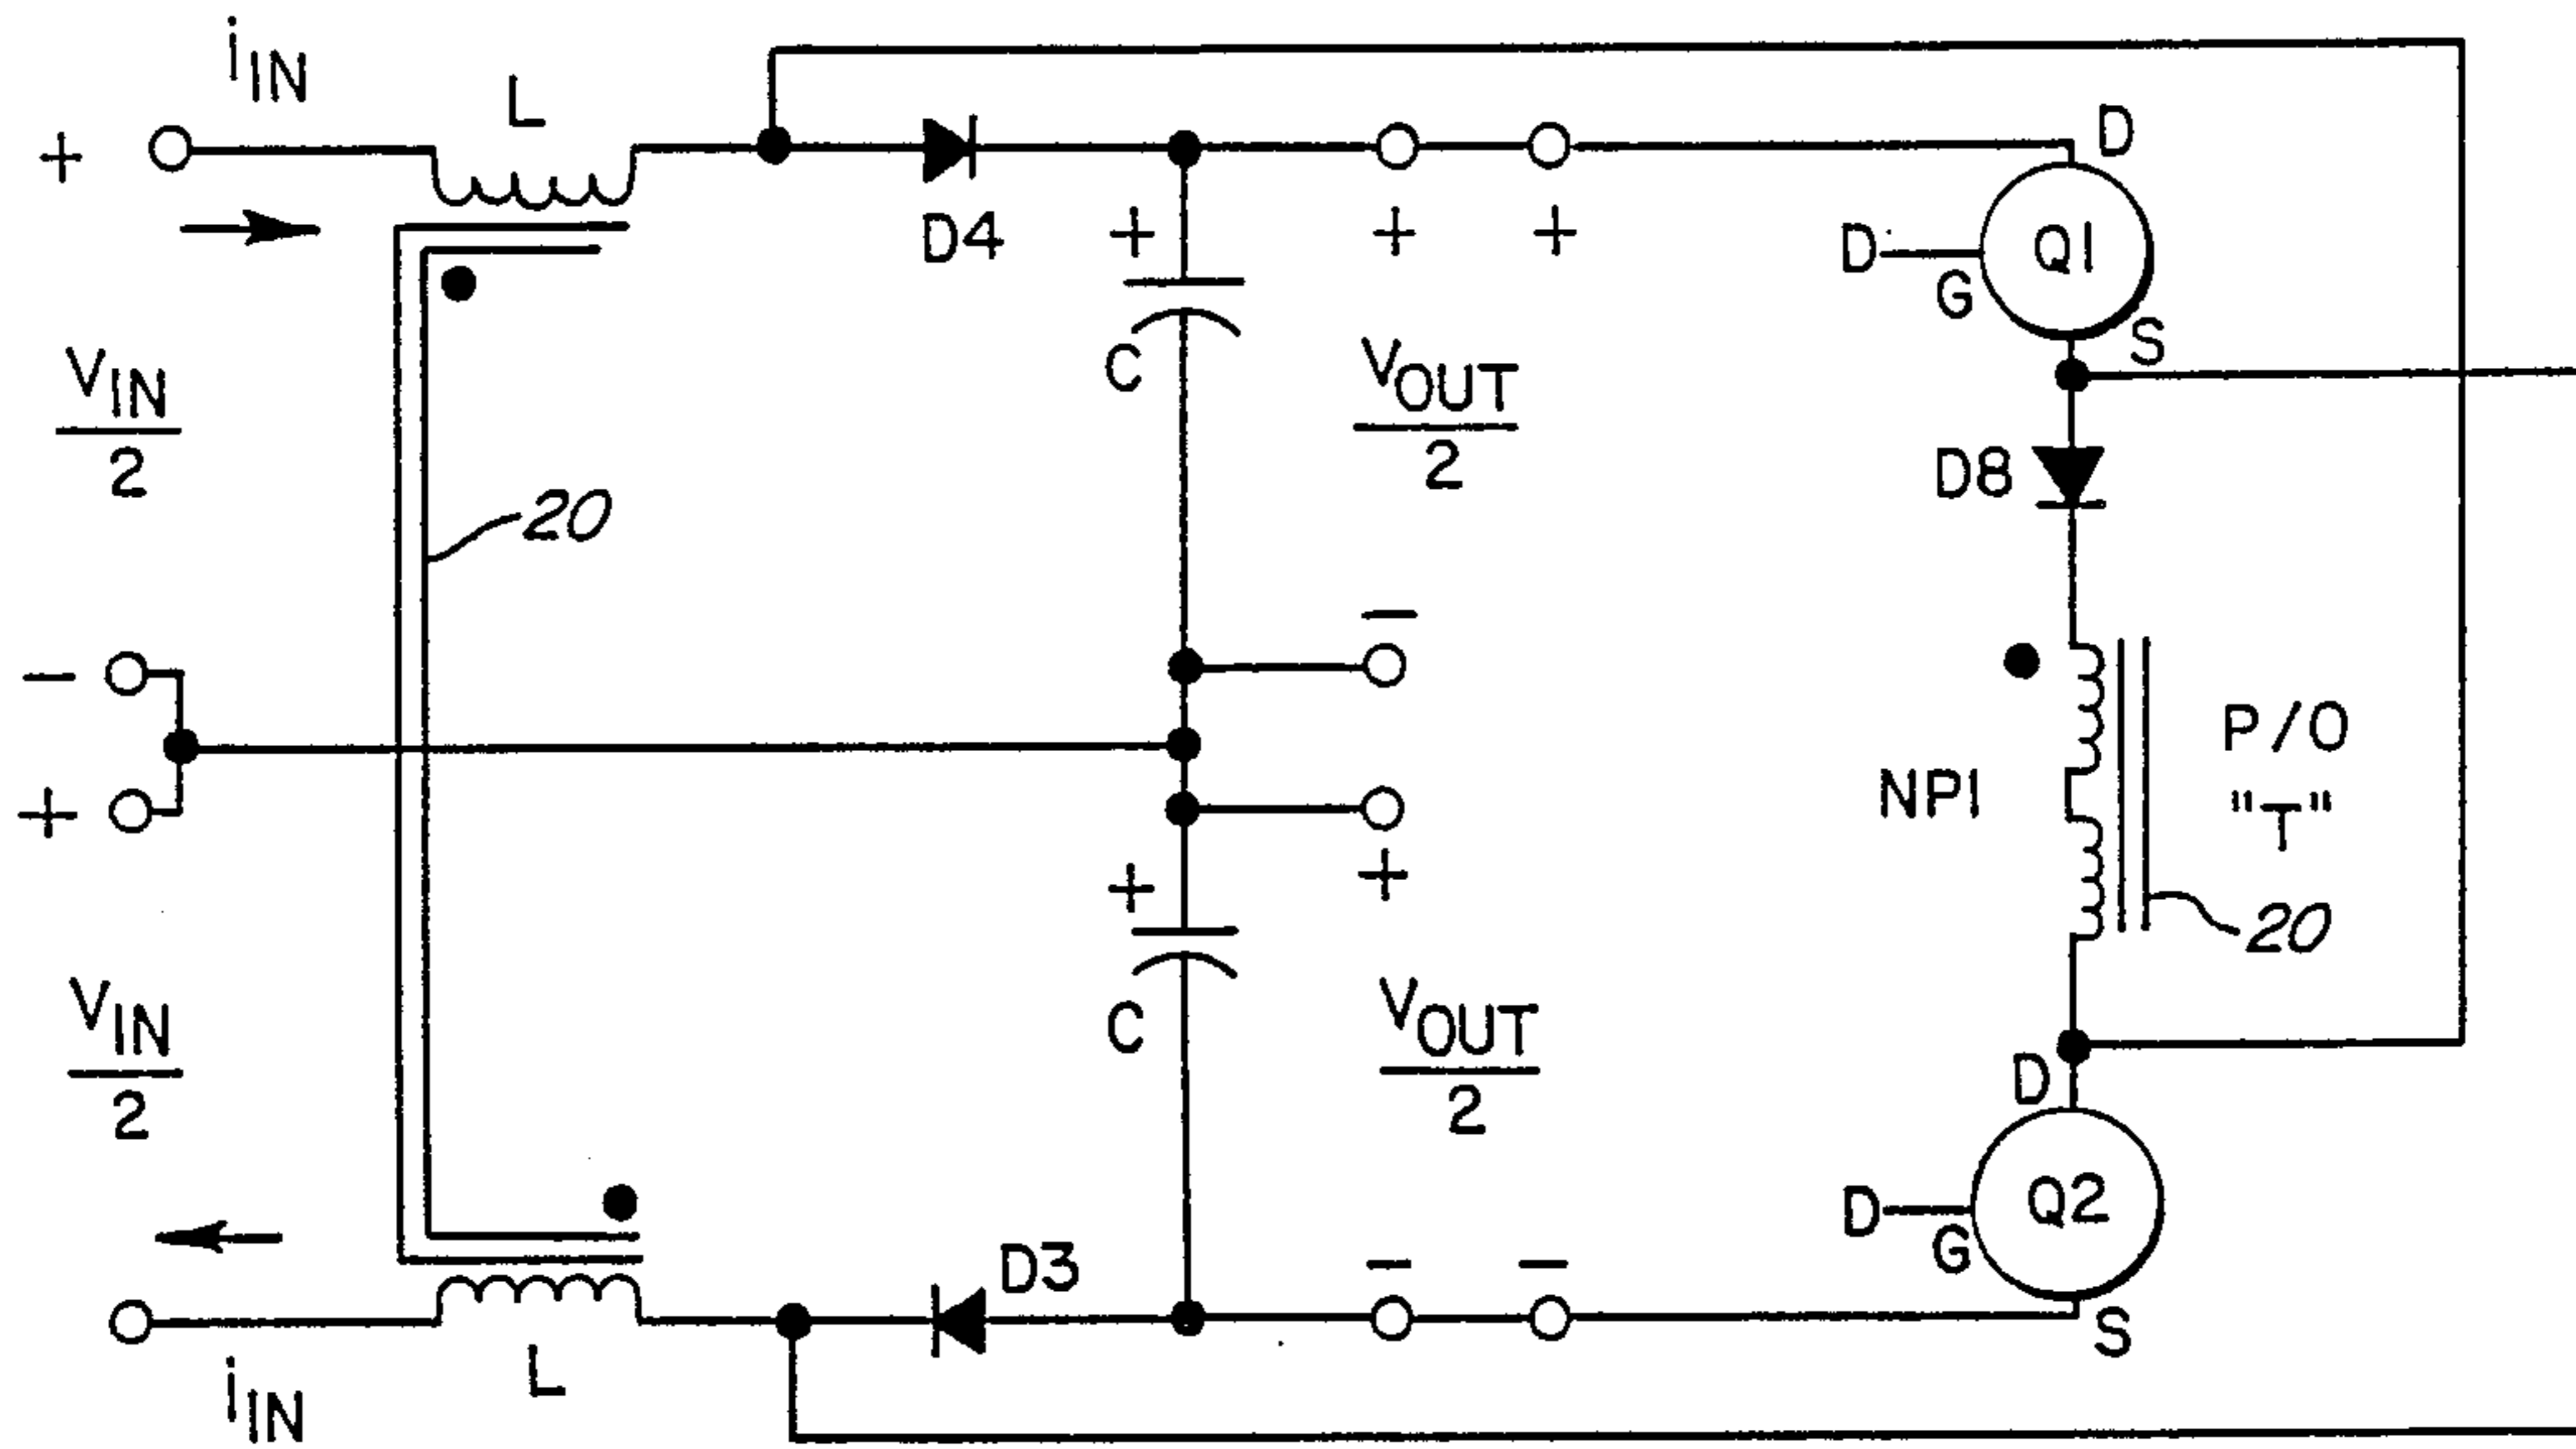 iIN
L
+
D
D4
+
+
+
D
Q1
G
S
C
VIN
2
VOUT
2
D8
20
−
−
P/O
"T"
NP1
+
+
+
20
VIN
2
C
VOUT
2
D
D
Q2
G
D3
−
−
S
L
iIN